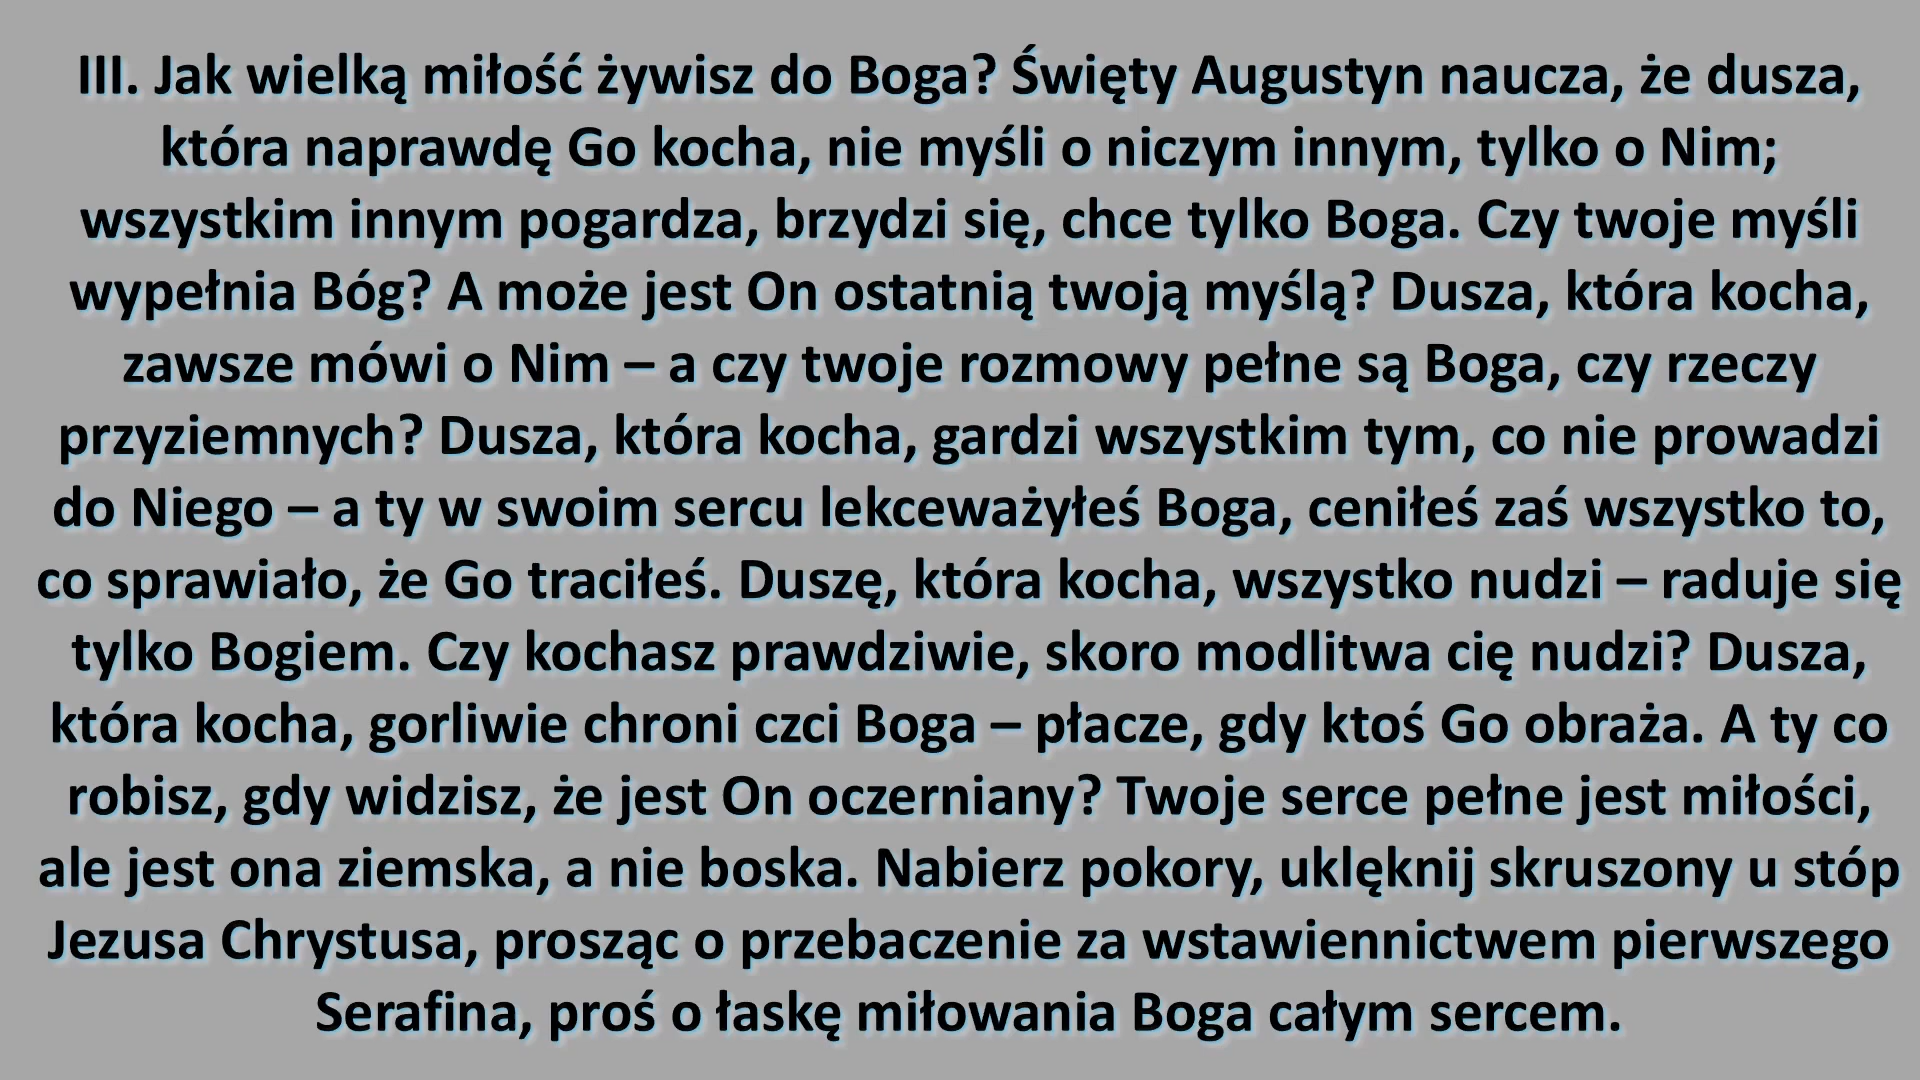 III. Jak wielką miłość żywisz do Boga? Święty Augustyn naucza, że dusza,
która naprawdę Go kocha, nie myśli o niczym innym, tylko o Nim;
wszystkim innym pogardza, brzydzi się, chce tylko Boga. Czy twoje myśli
wypełnia Bóg? A może jest On ostatnią twoją myślą? Dusza, która kocha,
zawsze mówi o Nim – a czy twoje rozmowy pełne są Boga, czy rzeczy
przyziemnych? Dusza, która kocha, gardzi wszystkim tym, co nie prowadzi
do Niego – a ty w swoim sercu lekceważyłeś Boga, ceniłeś zaś wszystko to,
co sprawiało, że Go traciłeś. Duszę, która kocha, wszystko nudzi – raduje się
tylko Bogiem. Czy kochasz prawdziwie, skoro modlitwa cię nudzi? Dusza,
która kocha, gorliwie chroni czci Boga – płacze, gdy ktoś Go obraża. A ty co
robisz, gdy widzisz, że jest On oczerniany? Twoje serce pełne jest miłości,
ale jest ona ziemska, a nie boska. Nabierz pokory, uklęknij skruszony u stóp
Jezusa Chrystusa, prosząc o przebaczenie za wstawiennictwem pierwszego
Serafina, proś o łaskę miłowania Boga całym sercem.